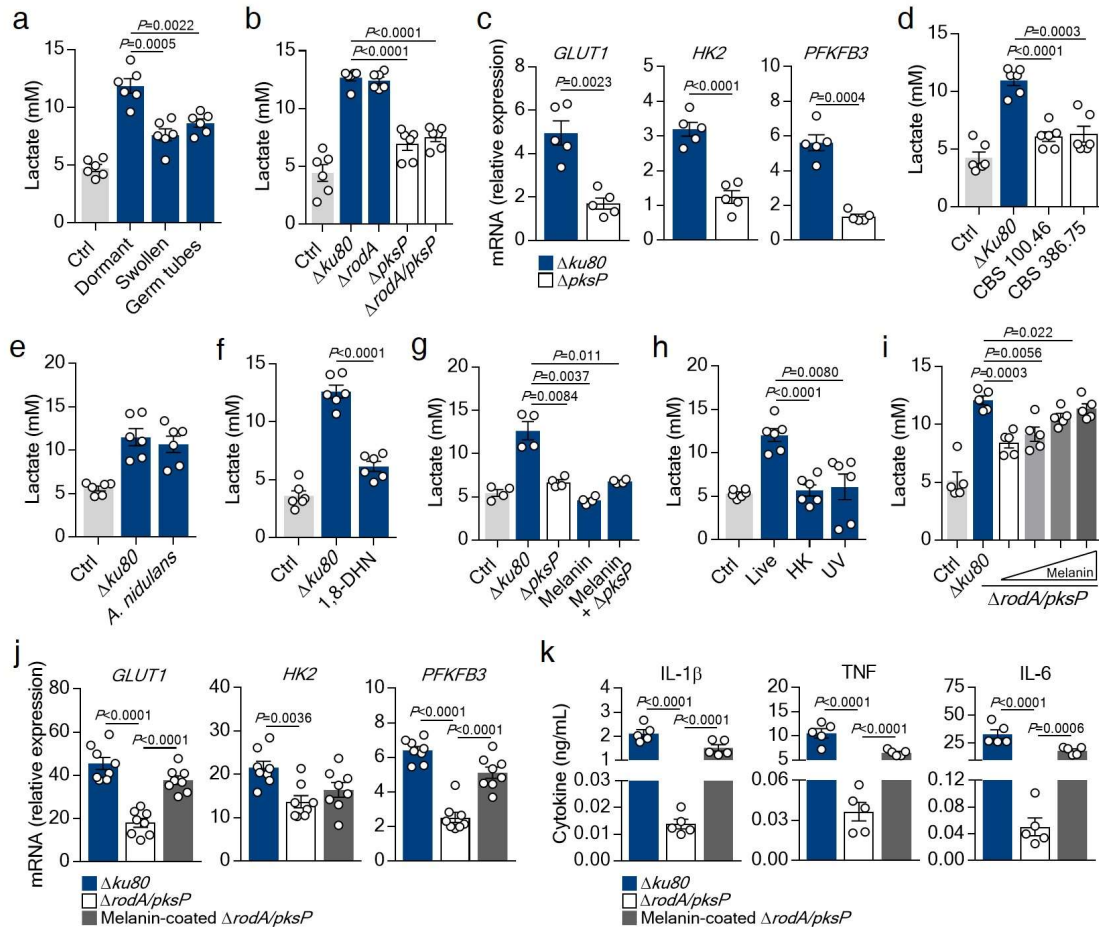 a
P=0.0022
P=0.0005
Lactate (mM)
15
10
5
0
Ctrl
Dormant
Swollen
Germ tubes
b
P<0.0001
P<0.0001
Lactate (mM)
15
10
5
0
Ctrl
Δku80
ΔrodA
ΔpksP
ΔrodA/pksP
c
mRNA (relative expression)
GLUT1
P=0.0023
8
6
4
2
0
HK2
P<0.0001
5
4
3
2
1
0
PFKFB3
P=0.0004
8
6
4
2
0
Δku80
ΔpksP
d
P=0.0003
P<0.0001
Lactate (mM)
15
10
5
0
Ctrl
ΔKu80
CBS 100.46
CBS 386.75
e
Lactate (mM)
20
15
10
5
0
Ctrl
Δku80
A. nidulans
f
P<0.0001
Lactate (mM)
15
10
5
0
Ctrl
Δku80
1,8-DHN
g
P=0.011
P=0.0037
P=0.0084
Lactate (mM)
20
15
10
5
0
Ctrl
Δku80
ΔpksP
Melanin
Melanin
+ ΔpksP
h
P=0.0080
P<0.0001
Lactate (mM)
20
15
10
5
0
Ctrl
Live
HK
UV
i
P=0.022
P=0.0056
P=0.0003
Lactate (mM)
15
10
5
0
Ctrl
Δku80
Melanin
ΔrodA/pksP
j
mRNA (relative expression)
GLUT1
P<0.0001
P<0.0001
80
60
40
20
0
HK2
P=0.0036
40
30
20
10
0
PFKFB3
P<0.0001
P<0.0001
8
6
4
2
0
Δku80
ΔrodA/pksP
Melanin-coated ΔrodA/pksP
k
Cytokine (ng/mL)
IL-1β
P<0.0001
P<0.0001
4
3
2
1
0.03
0.02
0.01
0.00
TNF
P<0.0001
P<0.0001
20
15
10
5
0.06
0.03
0.00
IL-6
P<0.0001
P=0.0006
75
50
25
0.12
0.08
0.04
0.00
Δku80
ΔrodA/pksP
Melanin-coated ΔrodA/pksP